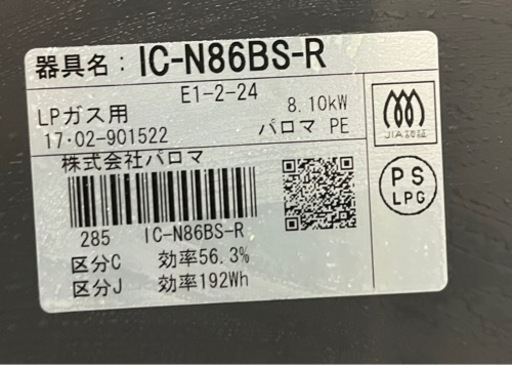 器具名: IC-N86BS-R
E1-2-24
LPガス用 8.10kW
17・02-901522 パロマ PE
株式会社パロマ
JIA認証
PS
LPG
285 IC-N86BS-R
区分C 効率56.3%
区分J 効率192Wh